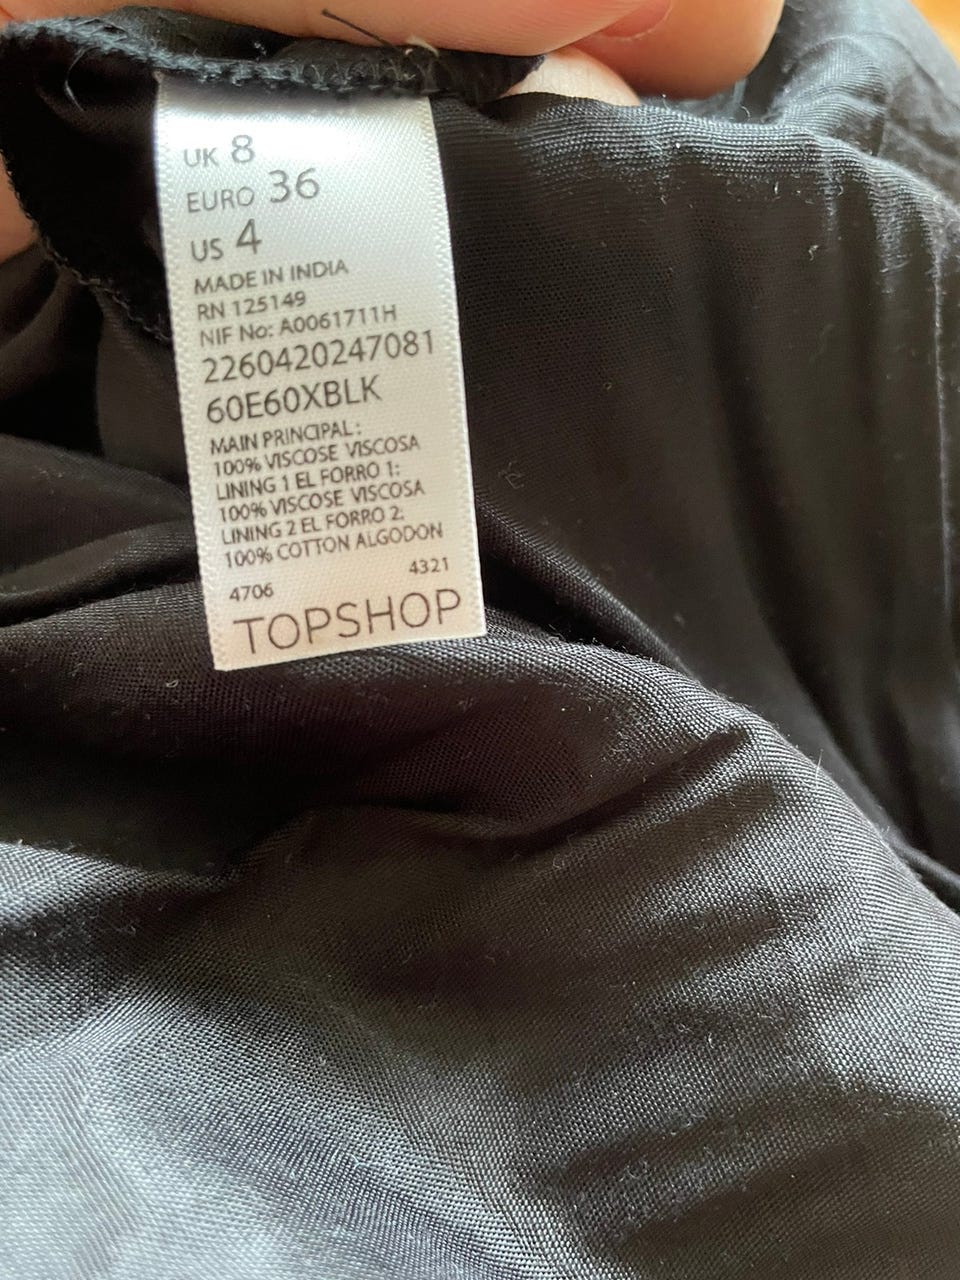 UK 8
EURO 36
US 4
MADE IN INDIA
RN 125149
NIF No: A0061711H
2260420247081
60E60XBLK
MAIN PRINCIPAL:
100% VISCOSE VISCOSA
LINING 1 EL FORRO 1:
100% VISCOSE VISCOSA
LINING 2 EL FORRO 2:
100% COTTON ALGODON
4706 4321
TOPSHOP